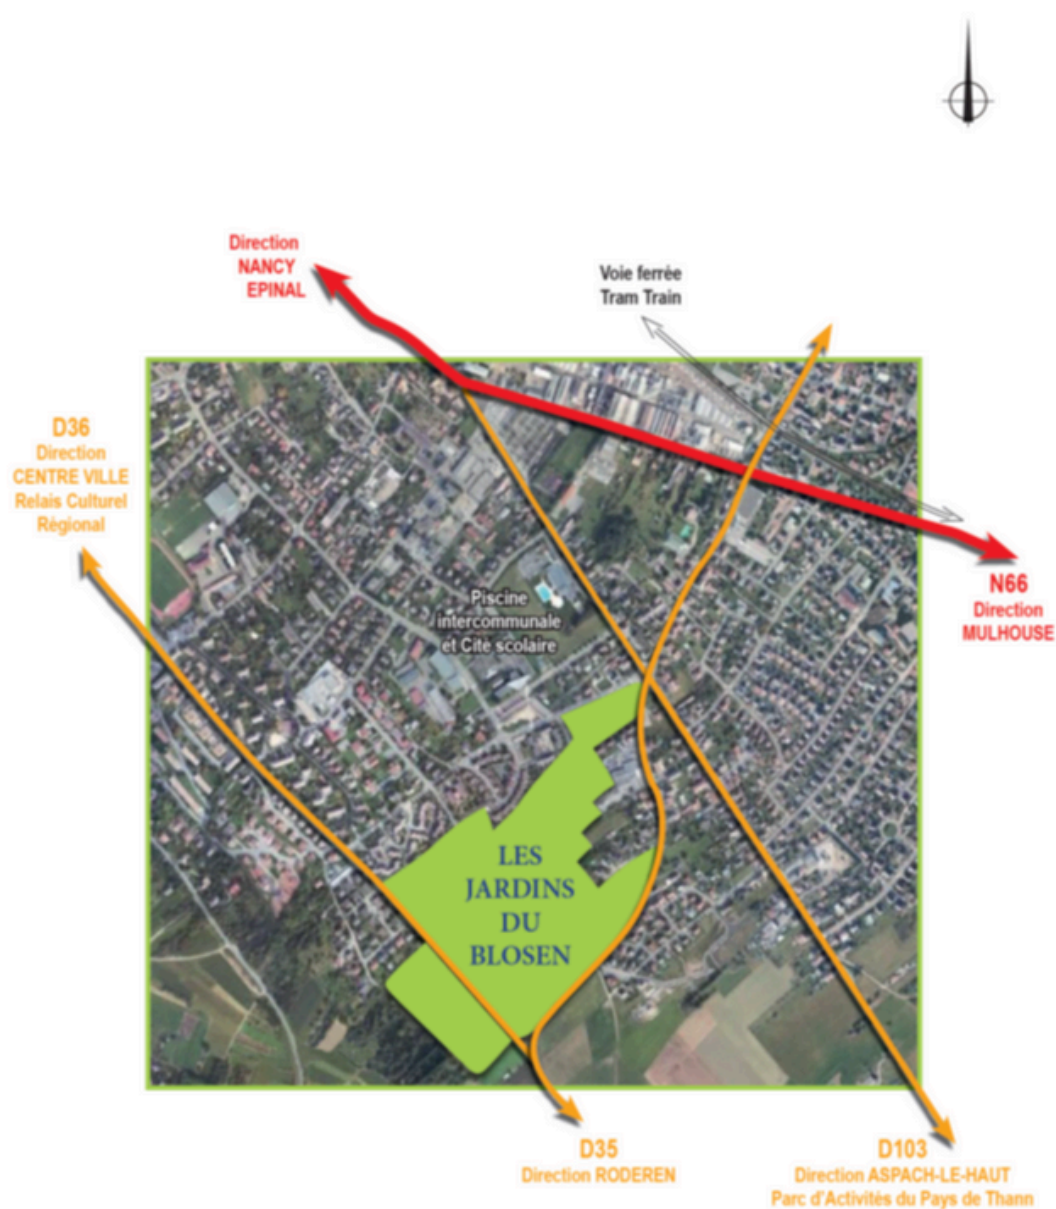 Direction
NANCY
EPINAL
Voie ferrée
Tram Train
D36
Direction
CENTRE VILLE
Relais Culturel
Régional
N66
Direction
MULHOUSE
Piscine
intercommunale
et Cité scolaire
LES
JARDINS
DU
BLOSEN
D35
Direction RODEREN
D103
Direction ASPACH-LE-HAUT
Parc d'Activités du Pays de Thann